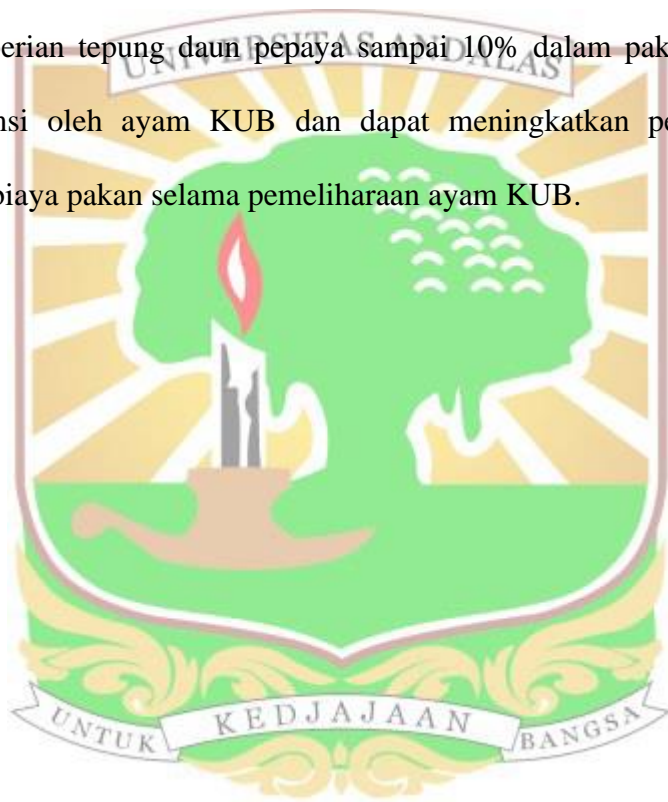 erian tepung daun pepaya sampai 10% dalam pak
UNIVERSITAS ANDALAS
nsi oleh ayam KUB dan dapat meningkatkan pe
biaya pakan selama pemeliharaan ayam KUB.
UNTUK KEDJAJAAN BANGSA